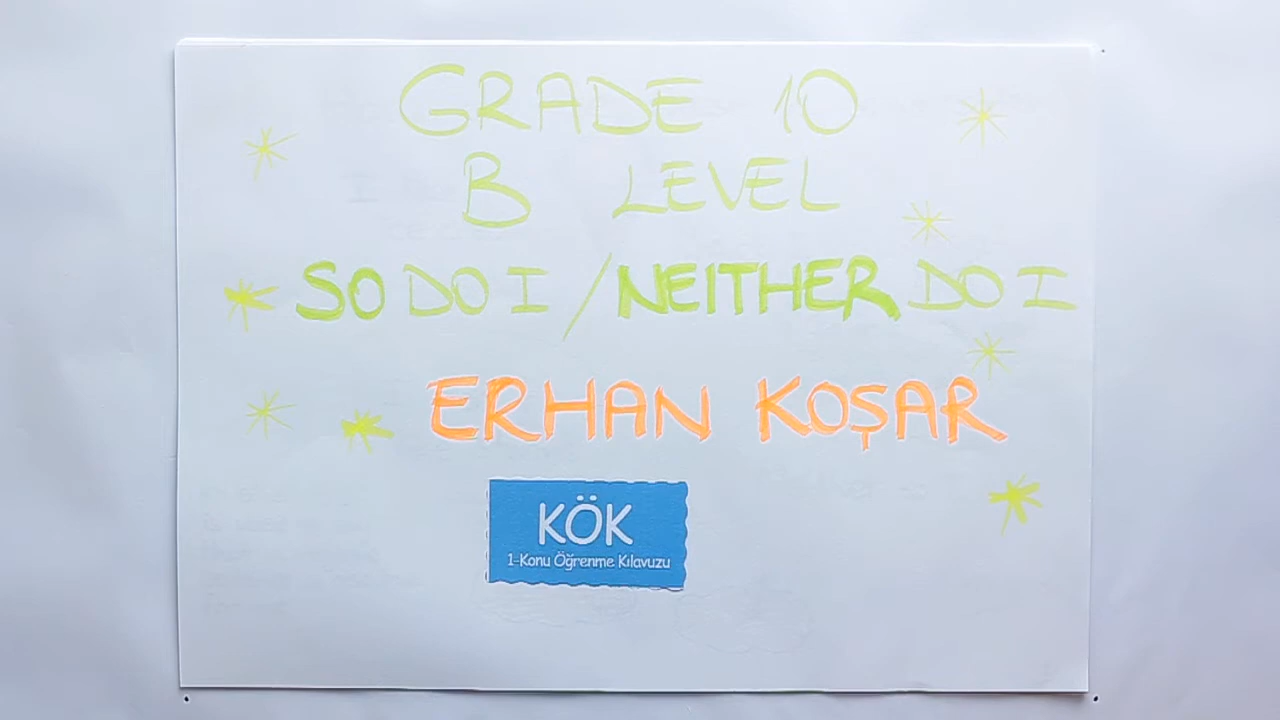 GRADE 10
B LEVEL
SO DO I / NEITHER DO I
ERHAN KOŞAR
KÖK
1-Konu Öğrenme Kılavuzu